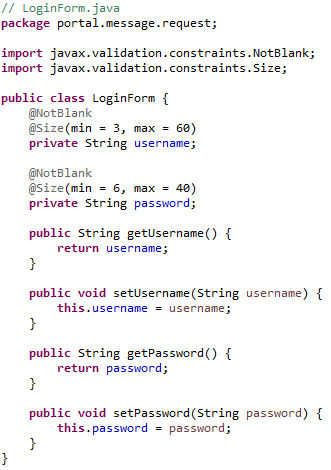 // LoginForm.java
package portal.message.request;

import javax.validation.constraints.NotBlank;
import javax.validation.constraints.Size;

public class LoginForm {
    @NotBlank
    @Size(min = 3, max = 60)
    private String username;

    @NotBlank
    @Size(min = 6, max = 40)
    private String password;

    public String getUsername() {
        return username;
    }

    public void setUsername(String username) {
        this.username = username;
    }

    public String getPassword() {
        return password;
    }

    public void setPassword(String password) {
        this.password = password;
    }
}